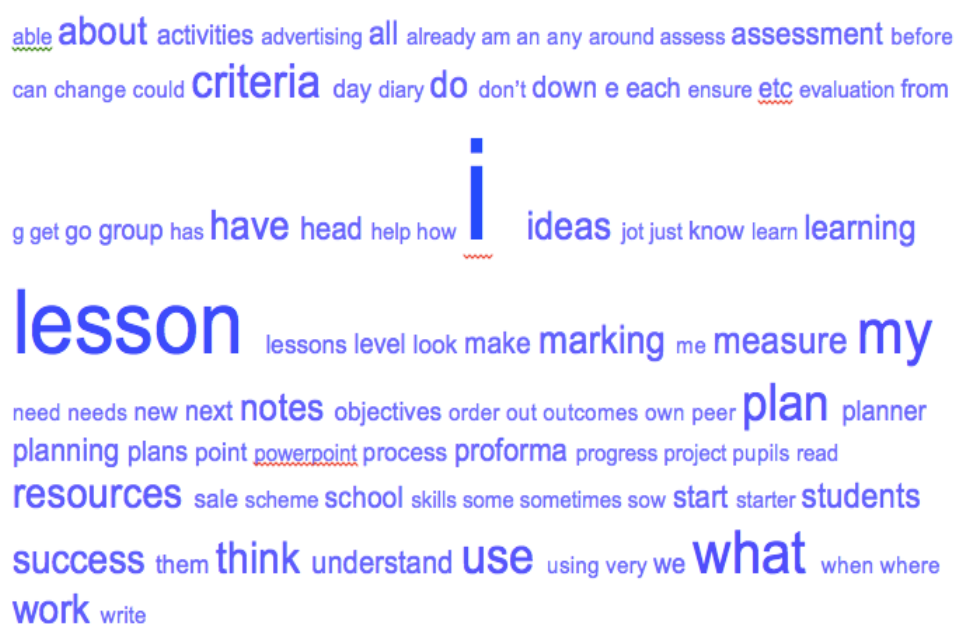 able about activities advertising all already am an any around assess assessment before
can change could criteria day diary do don't down e each ensure etc evaluation from
g get go group has have head help how i ideas jot just know learn learning
lesson lessons level look make marking me measure my
need needs new next notes objectives order out outcomes own peer plan planner
planning plans point powerpoint process proforma progress project pupils read
resources sale scheme school skills some sometimes sow start starter students
success them think understand use using very we what when where
work write